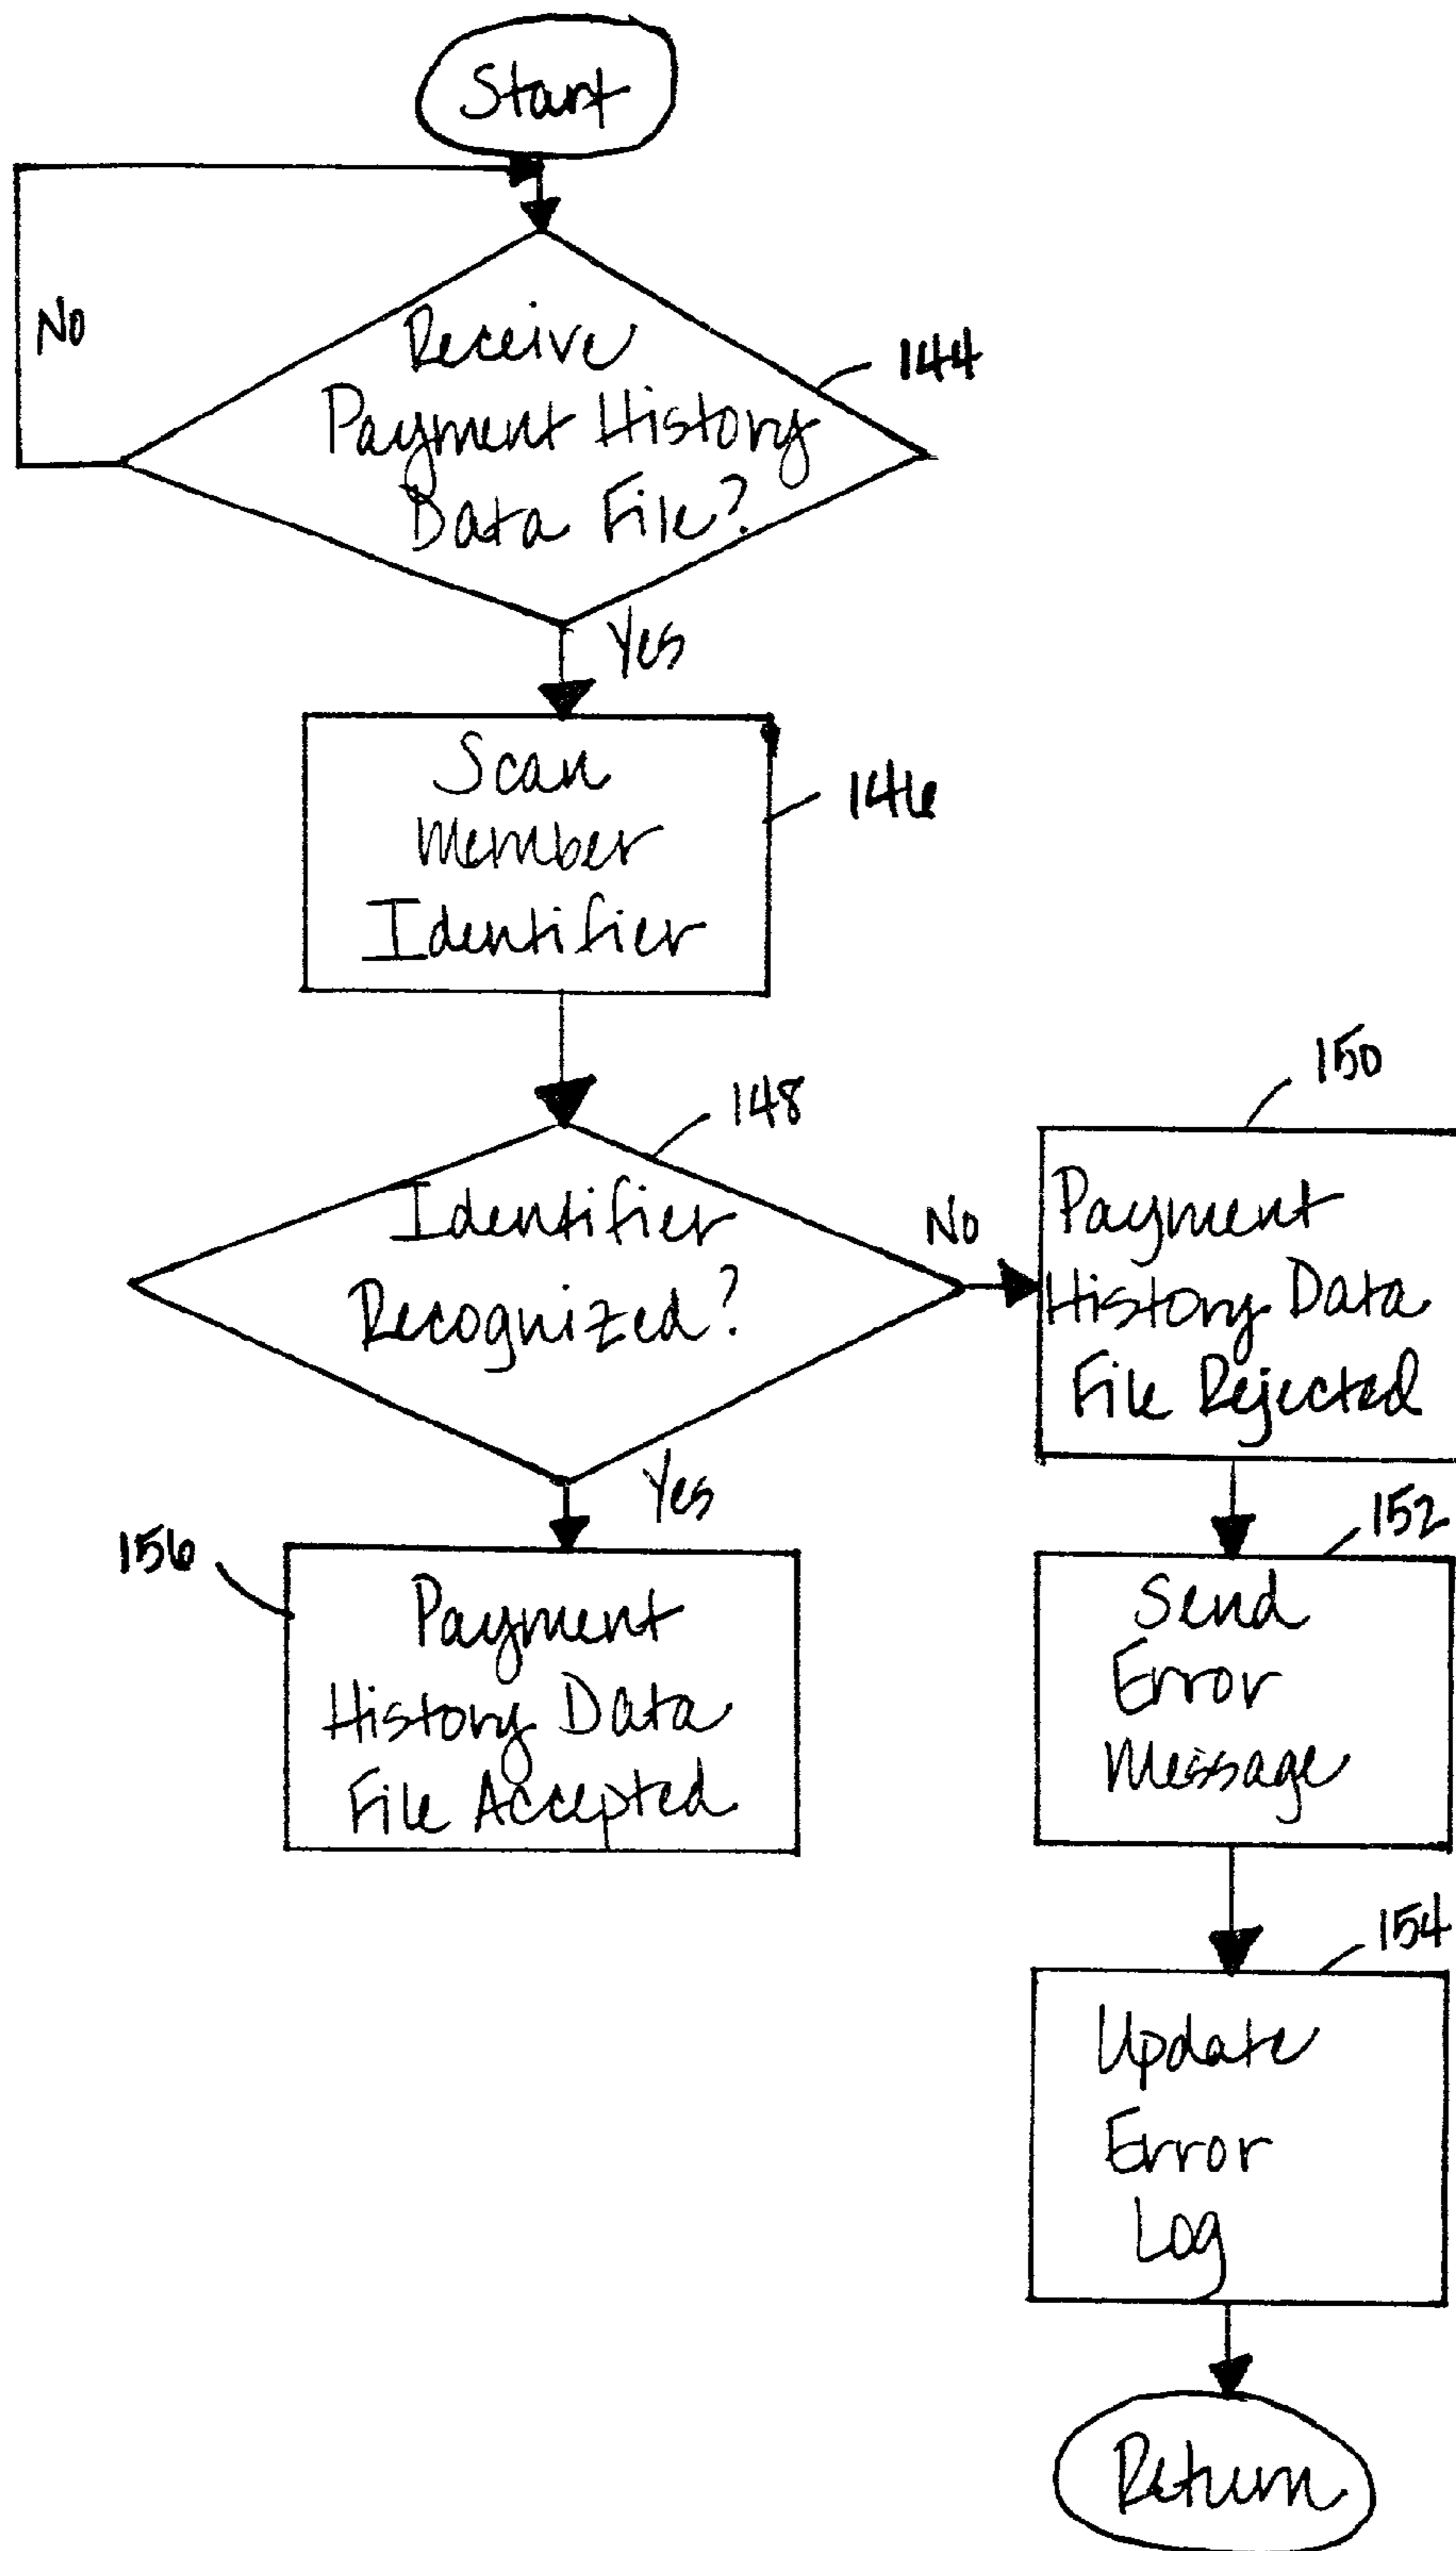 Start
No
Receive
144
Payment History
Data File?
Yes
Scan
146
Member
Identifier
148
Identifier
Recognized?
Yes
No
150
Payment
History Data
File Rejected
156
Payment
History Data
File Accepted
152
Send
Error
Message
154
Update
Error
Log
Return